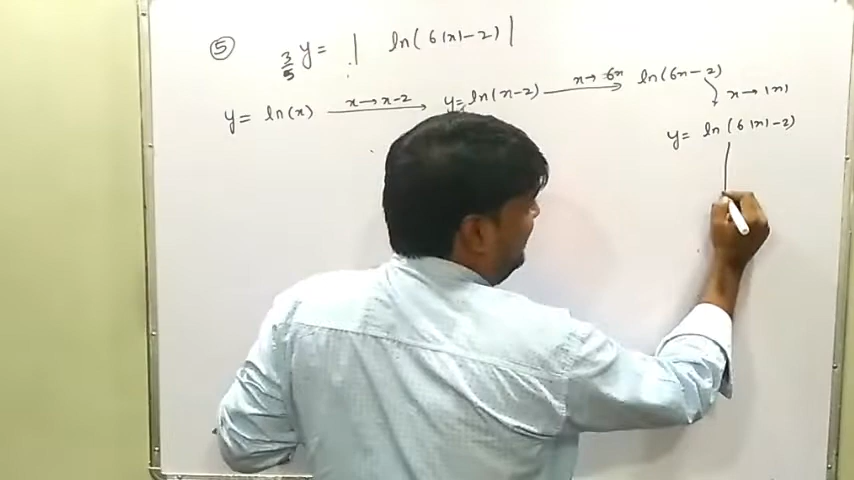 ⑤ 3/5 y = | ln(6|x|-2)|
y = ln(x) x→x-2 y= ln(x-2) x→6x ln(6x-2)
x→|x|
y= ln(6|x|-2)